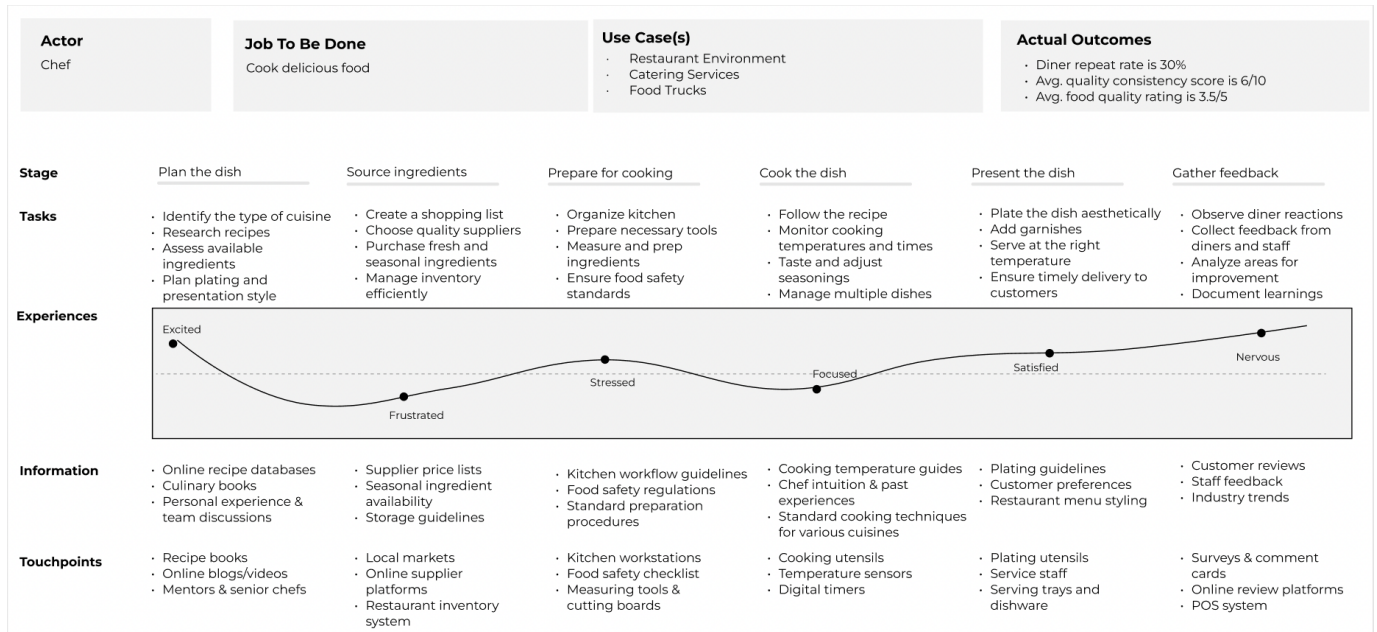 Actor
Chef
Job To Be Done
Cook delicious food
Use Case(s)
· Restaurant Environment
· Catering Services
· Food Trucks
Actual Outcomes
· Diner repeat rate is 30%
· Avg. quality consistency score is 6/10
· Avg. food quality rating is 3.5/5
Stage
Plan the dish
Source ingredients
Prepare for cooking
Cook the dish
Present the dish
Gather feedback
Tasks
· Identify the type of cuisine
· Research recipes
· Assess available
ingredients
· Plan plating and
presentation style
· Create a shopping list
· Choose quality suppliers
· Purchase fresh and
seasonal ingredients
· Manage inventory
efficiently
· Organize kitchen
· Prepare necessary tools
· Measure and prep
ingredients
· Ensure food safety
standards
· Follow the recipe
· Monitor cooking
temperatures and times
· Taste and adjust
seasonings
· Manage multiple dishes
· Plate the dish aesthetically
· Add garnishes
· Serve at the right
temperature
· Ensure timely delivery to
customers
· Observe diner reactions
· Collect feedback from
diners and staff
· Analyze areas for
improvement
· Document learnings
Experiences
Excited
Frustrated
Stressed
Focused
Satisfied
Nervous
Information
· Online recipe databases
· Culinary books
· Personal experience &
team discussions
· Supplier price lists
· Seasonal ingredient
availability
· Storage guidelines
· Kitchen workflow guidelines
· Food safety regulations
· Standard preparation
procedures
· Cooking temperature guides
· Chef intuition & past
experiences
· Standard cooking techniques
for various cuisines
· Plating guidelines
· Customer preferences
· Restaurant menu styling
· Customer reviews
· Staff feedback
· Industry trends
Touchpoints
· Recipe books
· Online blogs/videos
· Mentors & senior chefs
· Local markets
· Online supplier
platforms
· Restaurant inventory
system
· Kitchen workstations
· Food safety checklist
· Measuring tools &
cutting boards
· Cooking utensils
· Temperature sensors
· Digital timers
· Plating utensils
· Service staff
· Serving trays and
dishware
· Surveys & comment
cards
· Online review platforms
· POS system